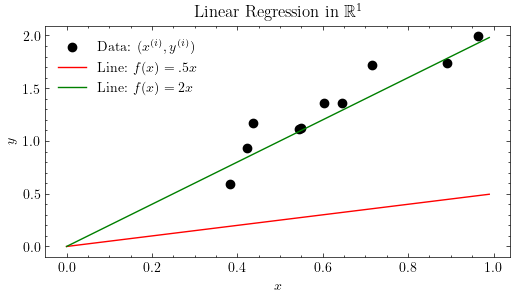 Linear Regression in ℝ¹
Data: (x⁽ⁱ⁾, y⁽ⁱ⁾)
Line: f(x) = .5x
Line: f(x) = 2x
2.0
1.5
1.0
0.5
0.0
y
0.0 0.2 0.4 0.6 0.8 1.0
x